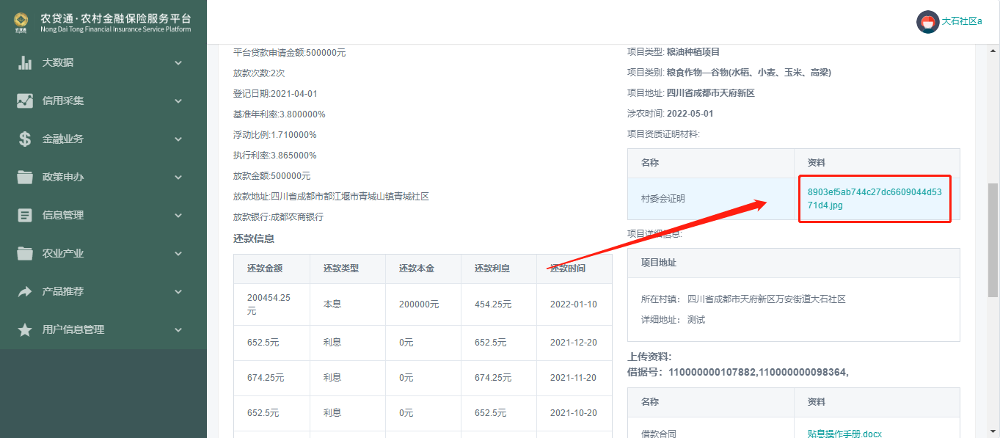 农贷通·农村金融保险服务平台
Nong Dai Tong Financial Insurance Service Platform
大石社区a
大数据
信用采集
金融业务
政策申办
信息管理
农业产业
产品推荐
用户信息管理
平台贷款申请金额:500000元
放款次数:2次
登记日期:2021-04-01
基准年利率:3.800000%
浮动比例:1.710000%
执行利率:3.865000%
放款金额:500000元
放款地址:四川省成都市都江堰市青城山镇青城社区
放款银行:成都农商银行
还款信息
还款金额 还款类型 还款本金 还款利息 还款时间
200454.25
元 本息 200000元 454.25元 2022-01-10
652.5元 利息 0元 652.5元 2021-12-20
674.25元 利息 0元 674.25元 2021-11-20
652.5元 利息 0元 652.5元 2021-10-20
项目类型: 粮油种植项目
项目类别: 粮食作物—谷物(水稻、小麦、玉米、高粱)
项目地址: 四川省成都市天府新区
涉农时间: 2022-05-01
项目资质证明材料:
名称 资料
村委会证明 8903ef5ab744c27dc6609044d53
71d4.jpg
项目详细信息:
项目地址
所在村镇: 四川省成都市天府新区万安街道大石社区
详细地址: 测试
上传资料:
借据号: 110000000107882,110000000098364,
名称 资料
借款合同 贴息操作手册.docx